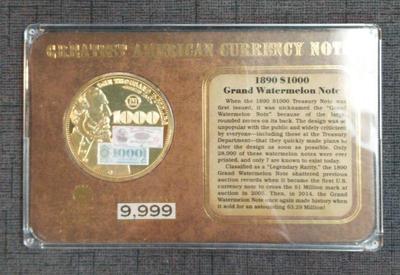 GREATEST AMERICAN CURRENCY NOTE
1000
1000
9,999
1890 $1000
Grand Watermelon Note
When the 1890 $1000 Treasury Note was
first issued, it was nicknamed the "Grand
Watermelon Note" because of the large
rounded zeroes on its back. The design was so
unpopular with the public and widely criticized
by everyone—including those at the Treasury
Department—that they quickly made plans to
alter the design as soon as possible. Only
of these watermelon notes were ever
printed, and only 7 are known to exist today.
Classified as a "Legendary Rarity," the 1890
Grand Watermelon Note shattered previous
auction records when it became the first U.S.
currency note to cross the $1 Million mark at
auction in 2005. Then, in 2014, the Grand
Watermelon Note once again made history when
it sold for an astounding $3.29 Million!